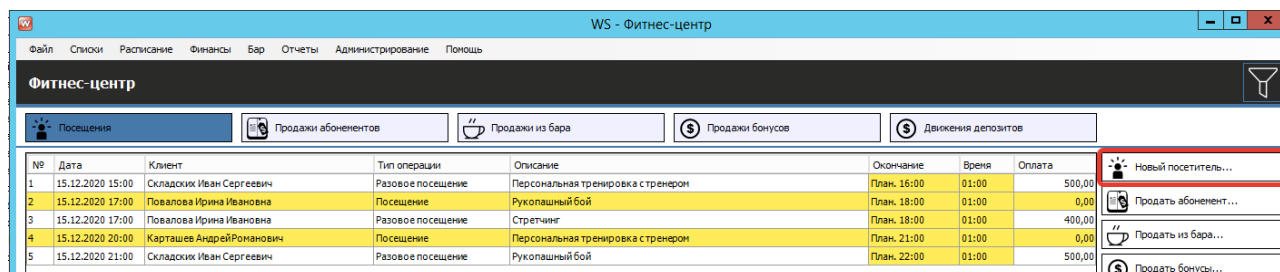 WS - Фитнес-центр
Файл Списки Расписание Финансы Бар Отчеты Администрирование Помощь
Фитнес-центр
Посещения Продажи абонементов Продажи из бара Продажи бонусов Движения депозитов
№ Дата Клиент Тип операции Описание Окончание Время Оплата
1 15.12.2020 15:00 Складских Иван Сергеевич Разовое посещение Персональная тренировка с тренером План. 16:00 01:00 500,00
2 15.12.2020 17:00 Повалова Ирина Ивановна Посещение Рукопашный бой План. 18:00 01:00 0,00
3 15.12.2020 17:00 Повалова Ирина Ивановна Разовое посещение Стретчинг План. 18:00 01:00 400,00
4 15.12.2020 20:00 Карташев Андрей Романович Посещение Персональная тренировка с тренером План. 21:00 01:00 0,00
5 15.12.2020 21:00 Складских Иван Сергеевич Разовое посещение Рукопашный бой План. 22:00 01:00 500,00
Новый посетитель...
Продать абонемент...
Продать из бара...
Продать бонусы...